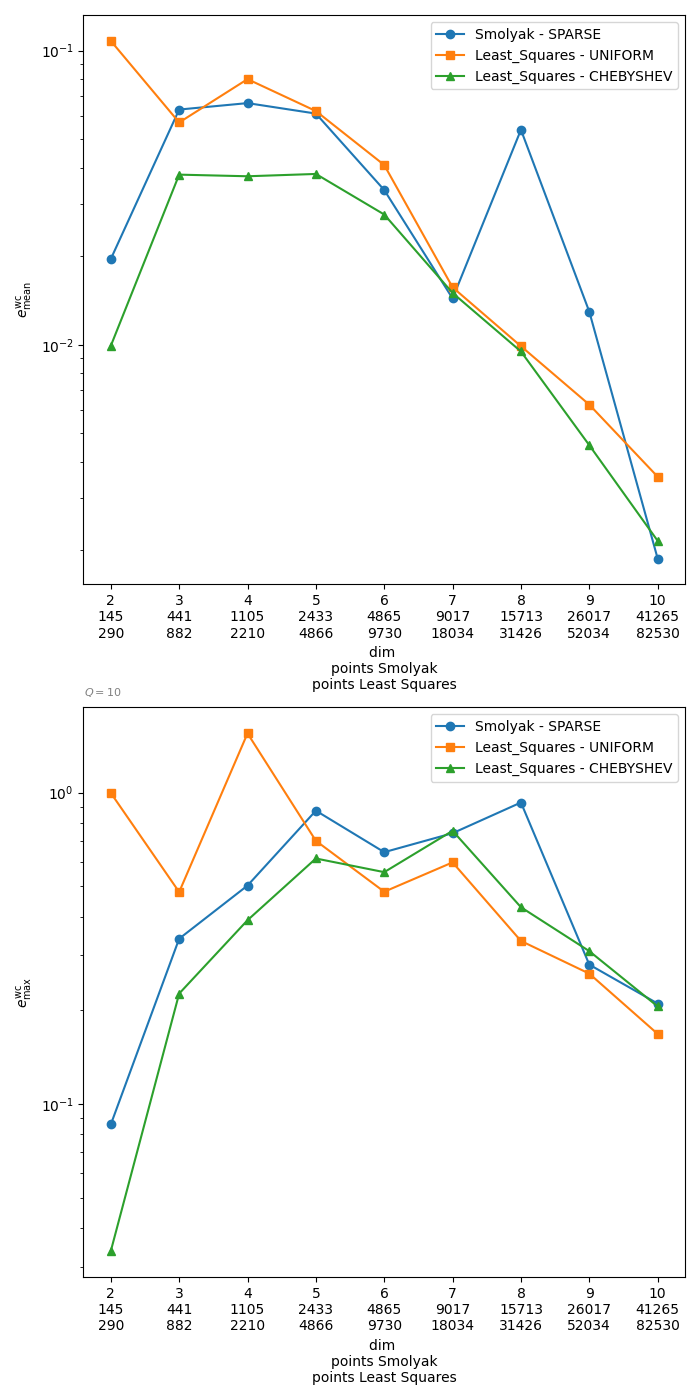 Smolyak - SPARSE
Least_Squares - UNIFORM
Least_Squares - CHEBYSHEV
10⁻¹
10⁻²
e^wc_mean
2 3 4 5 6 7 8 9 10
145 441 1105 2433 4865 9017 15713 26017 41265
290 882 2210 4866 9730 18034 31426 52034 82530
dim
points Smolyak
points Least Squares
Q = 10
Smolyak - SPARSE
Least_Squares - UNIFORM
Least_Squares - CHEBYSHEV
10⁰
10⁻¹
e^wc_max
2 3 4 5 6 7 8 9 10
145 441 1105 2433 4865 9017 15713 26017 41265
290 882 2210 4866 9730 18034 31426 52034 82530
dim
points Smolyak
points Least Squares